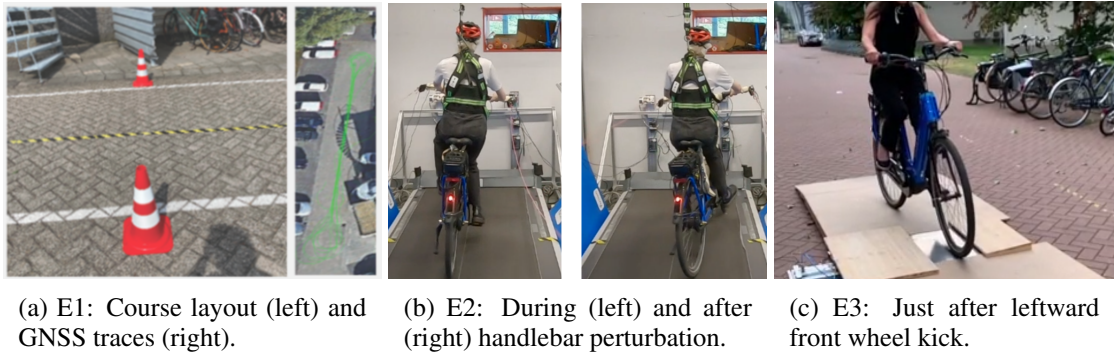 (a) E1: Course layout (left) and
GNSS traces (right).
(b) E2: During (left) and after
(right) handlebar perturbation.
(c) E3: Just after leftward
front wheel kick.